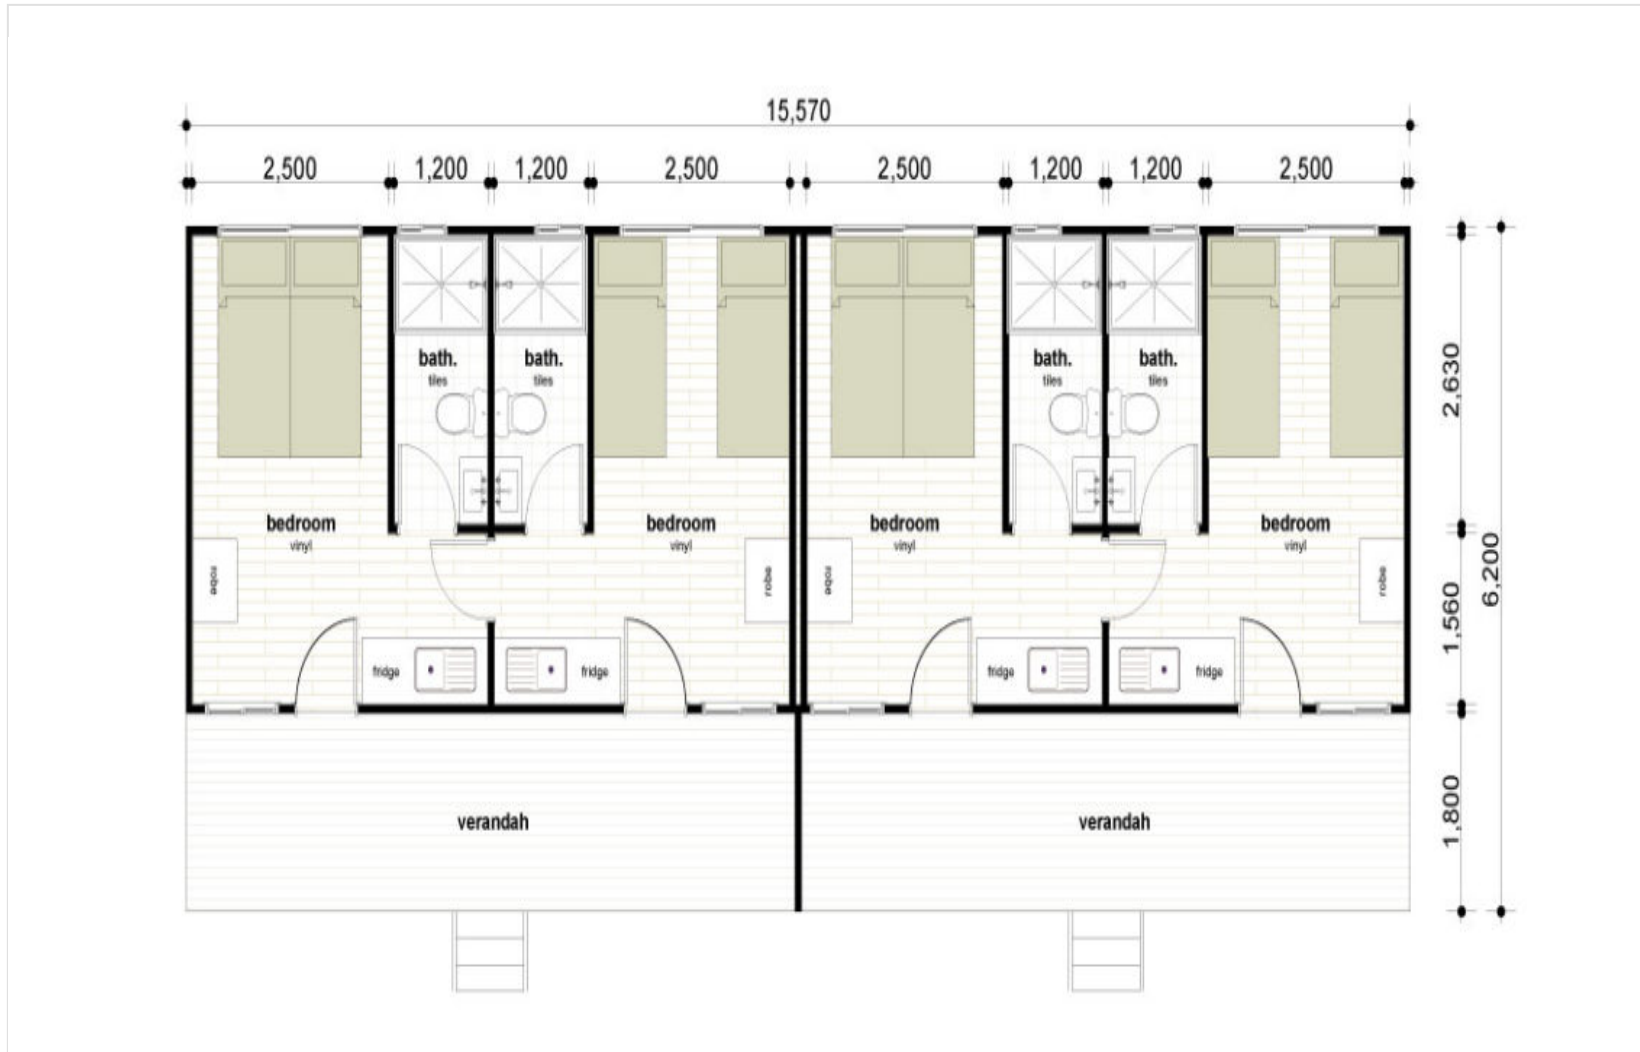 15,570
2,500 1,200 1,200 2,500 2,500 1,200 1,200 2,500
bath. bath. bath. bath.
tiles tiles tiles tiles
2,630
bedroom bedroom bedroom bedroom
vinyl vinyl vinyl vinyl
robe robe robe robe
1,560
6,200
fridge fridge fridge fridge
verandah verandah
1,800